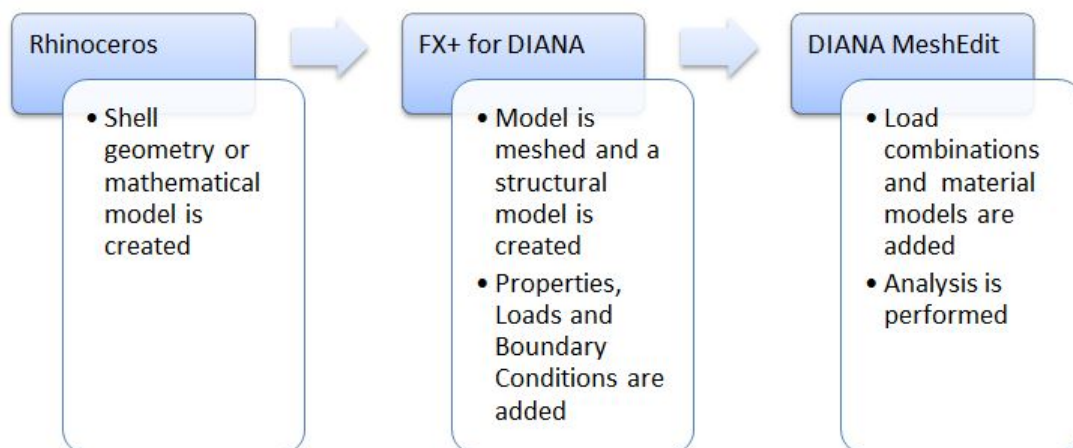 Rhinoceros
• Shell
geometry or
mathematical
model is
created
FX+ for DIANA
• Model is
meshed and a
structural
model is
created
• Properties,
Loads and
Boundary
Conditions are
added
DIANA MeshEdit
• Load
combinations
and material
models are
added
• Analysis is
performed